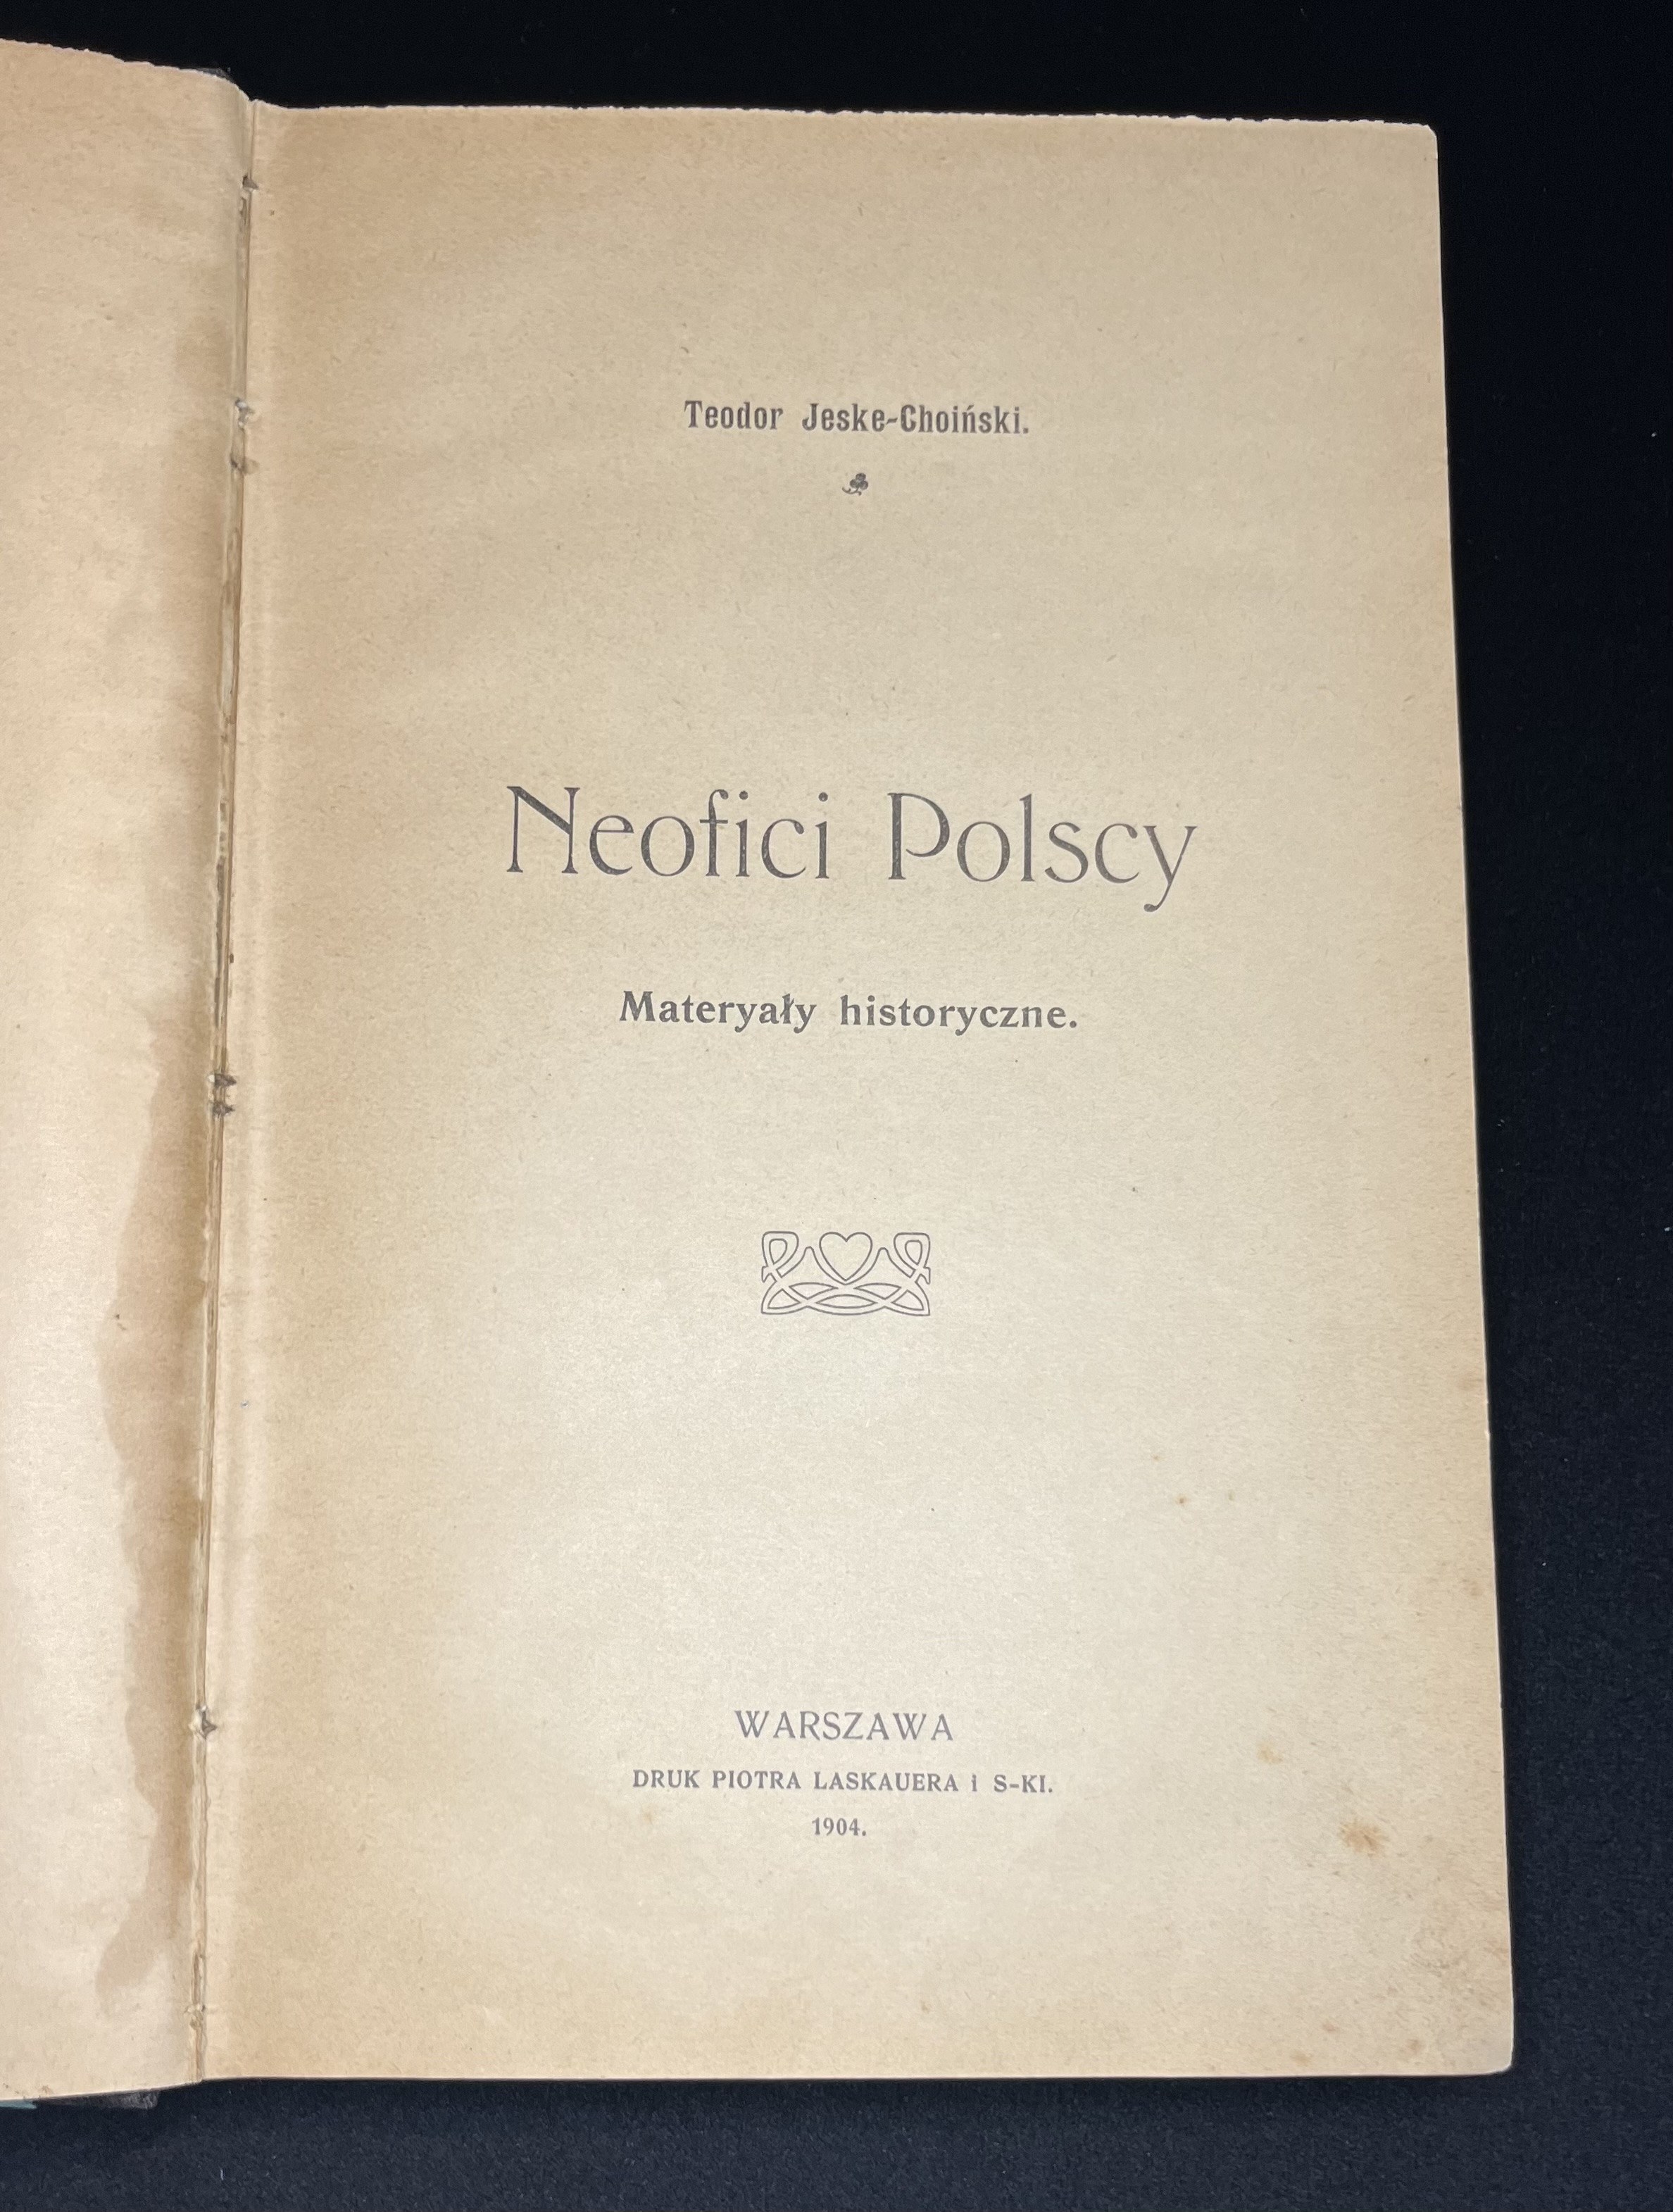 Teodor Jeske-Choiński.
Neofici Polscy
Materyały historyczne.
WARSZAWA
DRUK PIOTRA LASKAUERA i S-KI.
1904.